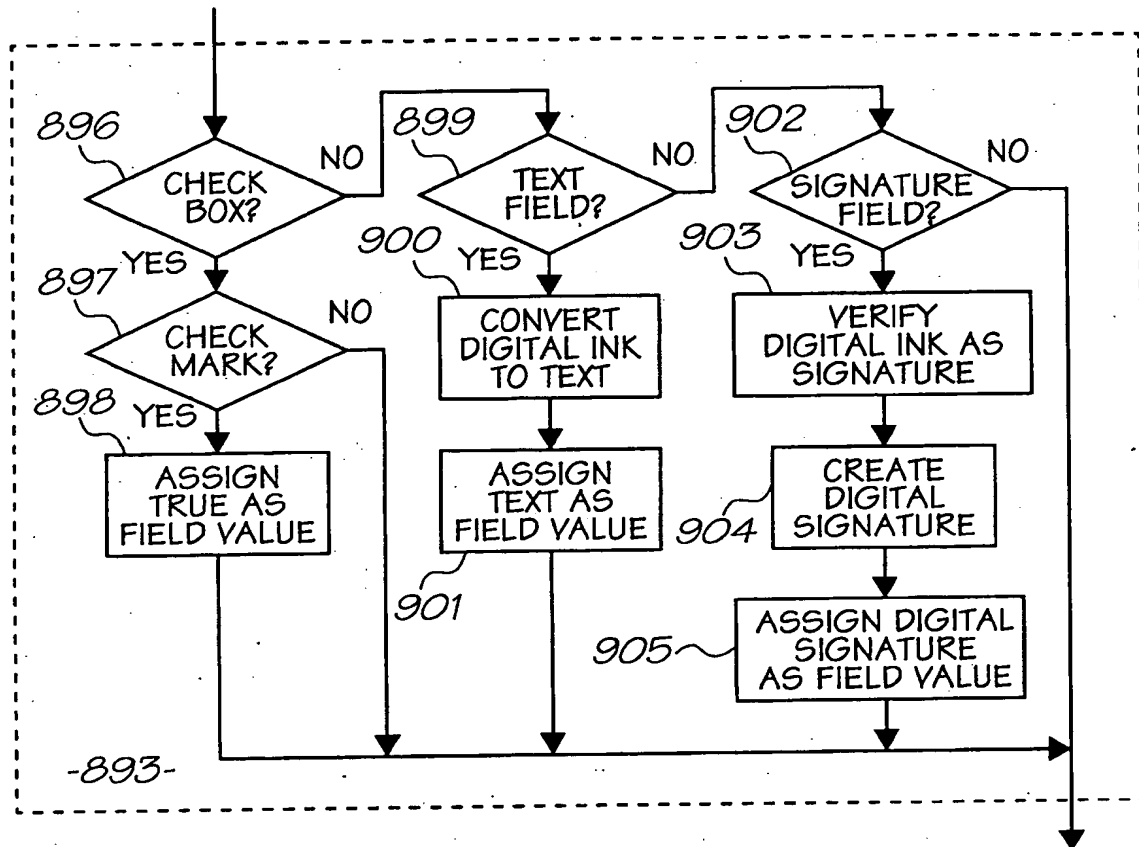 896
CHECK
BOX?
NO
YES
897
CHECK
MARK?
NO
YES
898
ASSIGN
TRUE AS
FIELD VALUE
899
TEXT
FIELD?
NO
YES
900
CONVERT
DIGITAL INK
TO TEXT
ASSIGN
TEXT AS
FIELD VALUE
901
902
SIGNATURE
FIELD?
NO
YES
903
VERIFY
DIGITAL INK AS
SIGNATURE
CREATE
DIGITAL
SIGNATURE
904
ASSIGN DIGITAL
SIGNATURE
AS FIELD VALUE
905
-893-